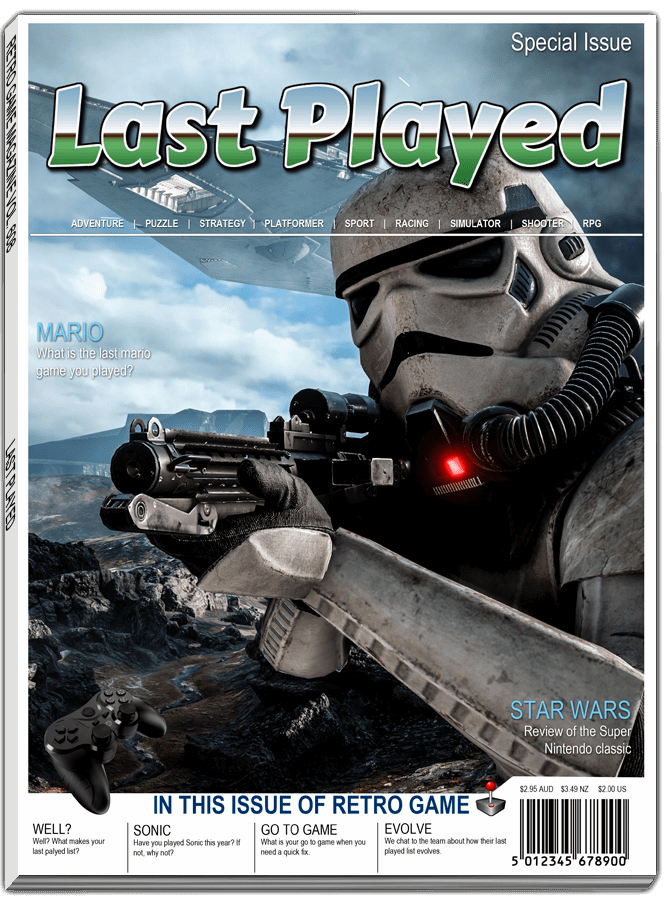 Special Issue
Last Played
ADVENTURE | PUZZLE | STRATEGY | PLATFORMER | SPORT | RACING | SIMULATOR | SHOOTER | RPG
MARIO
What is the last mario
game you played?
STAR WARS
Review of the Super
Nintendo classic
$2.95 AUD $3.49 NZ $2.00 US
IN THIS ISSUE OF RETRO GAME
WELL?
Well? What makes your
last palyed list?
SONIC
Have you played Sonic this year? If
not, why not?
GO TO GAME
What is your go to game when you
need a quick fix.
EVOLVE
We chat to the team about how their last
played list evolves.
5 012345 678900